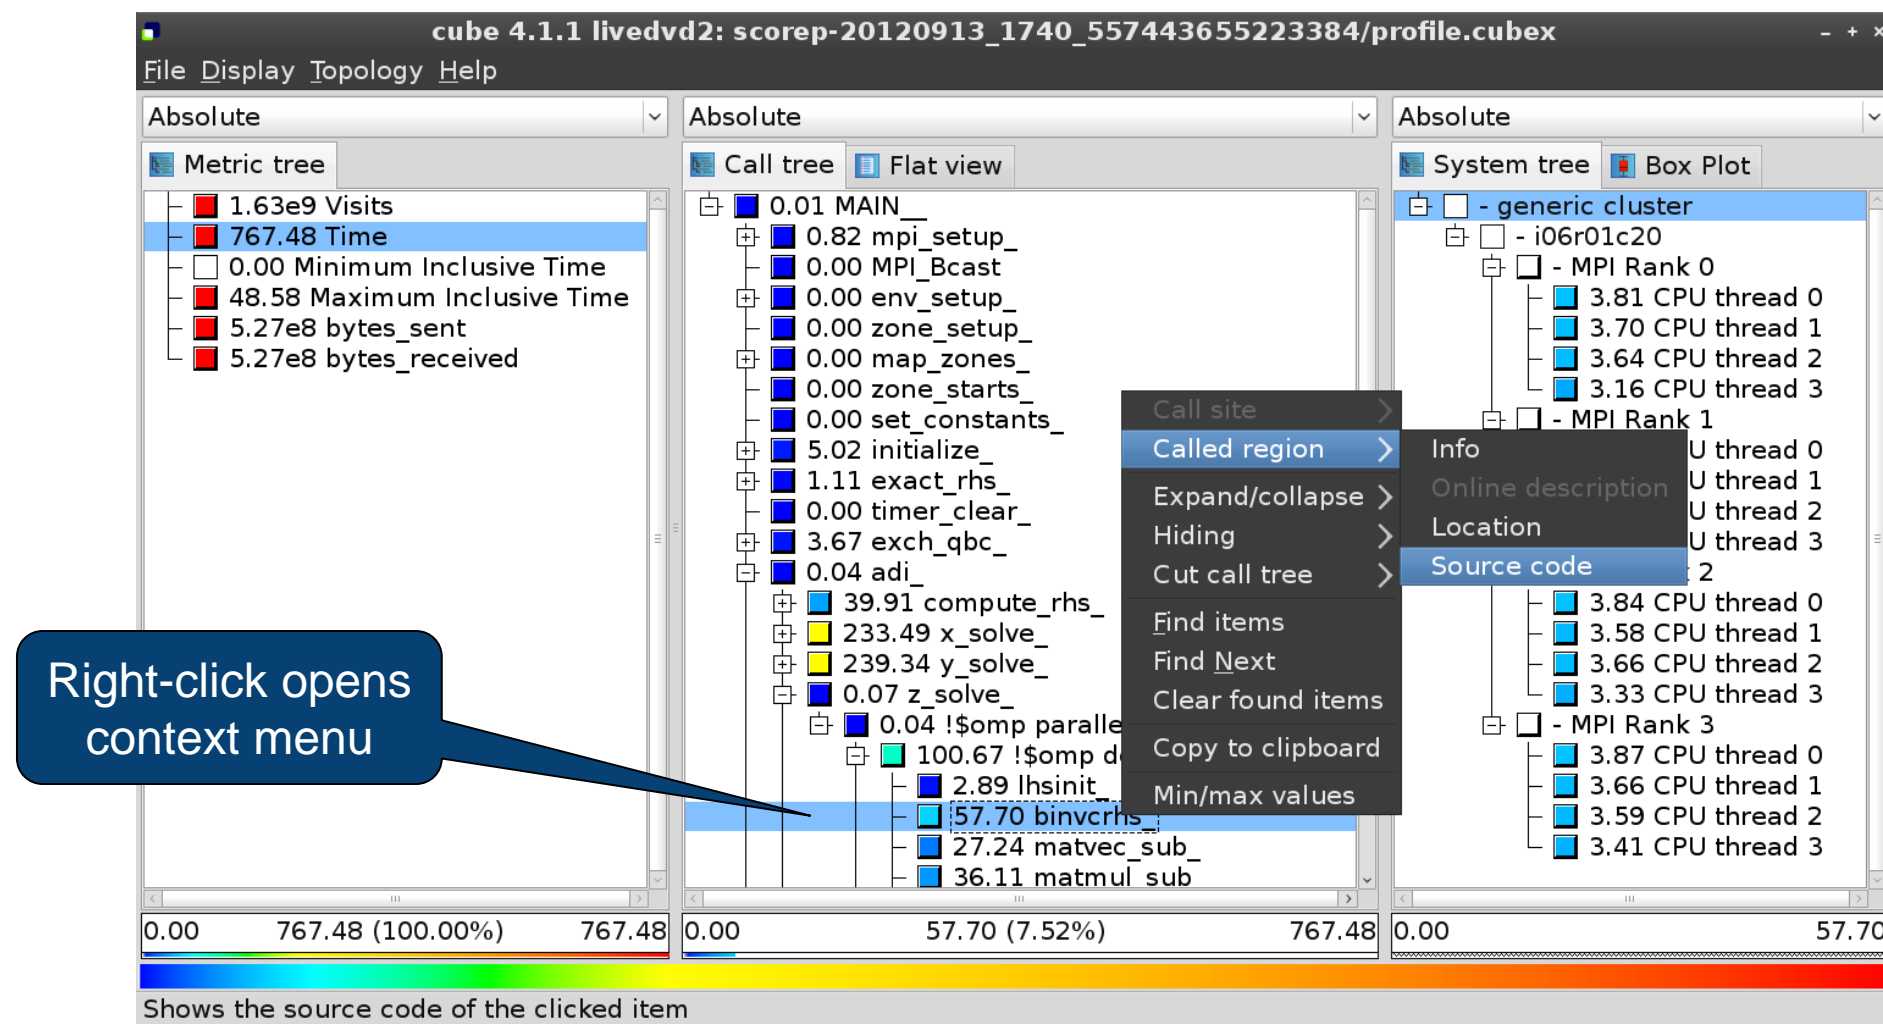 cube 4.1.1 livedvd2: scorep-20120913_1740_557443655223384/profile.cubex
File Display Topology Help
Absolute
Metric tree
1.63e9 Visits
767.48 Time
0.00 Minimum Inclusive Time
48.58 Maximum Inclusive Time
5.27e8 bytes_sent
5.27e8 bytes_received
0.00 767.48 (100.00%) 767.48
Absolute
Call tree Flat view
0.01 MAIN__
0.82 mpi_setup_
0.00 MPI_Bcast
0.00 env_setup_
0.00 zone_setup_
0.00 map_zones_
0.00 zone_starts_
0.00 set_constants_
5.02 initialize_
1.11 exact_rhs_
0.00 timer_clear_
3.67 exch_qbc_
0.04 adi_
39.91 compute_rhs_
233.49 x_solve_
239.34 y_solve_
0.07 z_solve_
0.04 !$omp paralle
100.67 !$omp d
2.89 lhsinit_
57.70 binvcrhs_
27.24 matvec_sub_
36.11 matmul_sub
0.00 57.70 (7.52%) 767.48
Call site
Called region
Expand/collapse
Hiding
Cut call tree
Find items
Find Next
Clear found items
Copy to clipboard
Min/max values
Info
Online description
Location
Source code
Absolute
System tree Box Plot
- generic cluster
- i06r01c20
- MPI Rank 0
3.81 CPU thread 0
3.70 CPU thread 1
3.64 CPU thread 2
3.16 CPU thread 3
- MPI Rank 1
U thread 0
U thread 1
U thread 2
U thread 3
2
3.84 CPU thread 0
3.58 CPU thread 1
3.66 CPU thread 2
3.33 CPU thread 3
- MPI Rank 3
3.87 CPU thread 0
3.66 CPU thread 1
3.59 CPU thread 2
3.41 CPU thread 3
0.00 57.70
Right-click opens
context menu
Shows the source code of the clicked item